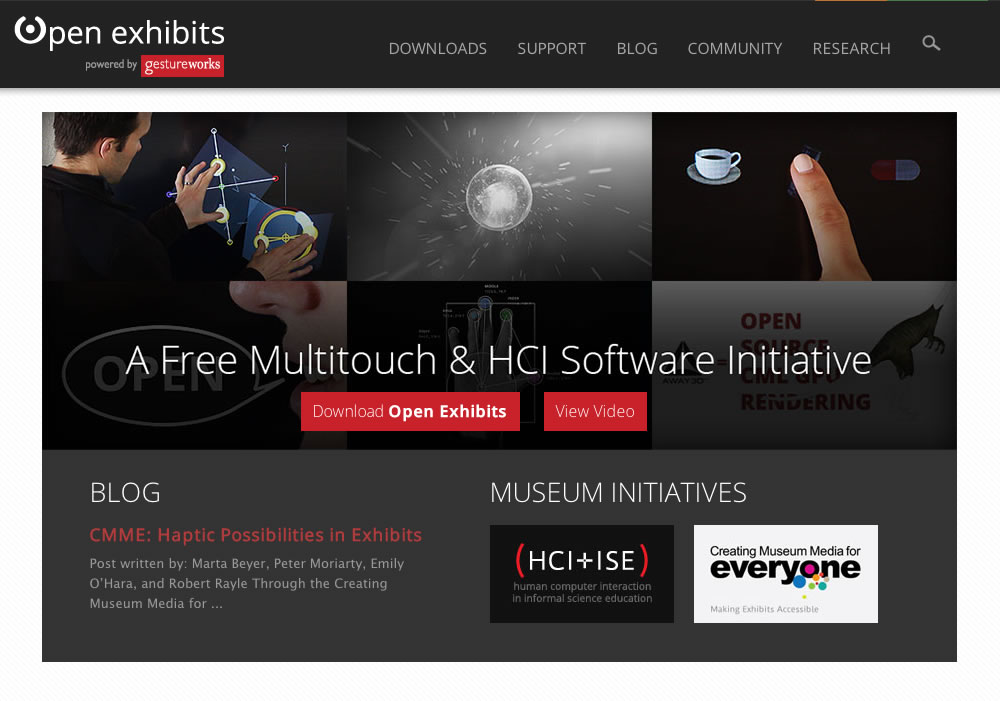 Open exhibits
powered by gestureworks
DOWNLOADS SUPPORT BLOG COMMUNITY RESEARCH
OPEN
OPEN
SOURCE
CML GPU
RENDERING
AWAY3D
A Free Multitouch & HCI Software Initiative
Download Open Exhibits
View Video
BLOG
CMME: Haptic Possibilities in Exhibits
Post written by: Marta Beyer, Peter Moriarty, Emily
O'Hara, and Robert Rayle Through the Creating
Museum Media for ...
MUSEUM INITIATIVES
(HCI+ISE)
human computer interaction
in informal science education
Creating Museum Media for
everyone
Making Exhibits Accessible